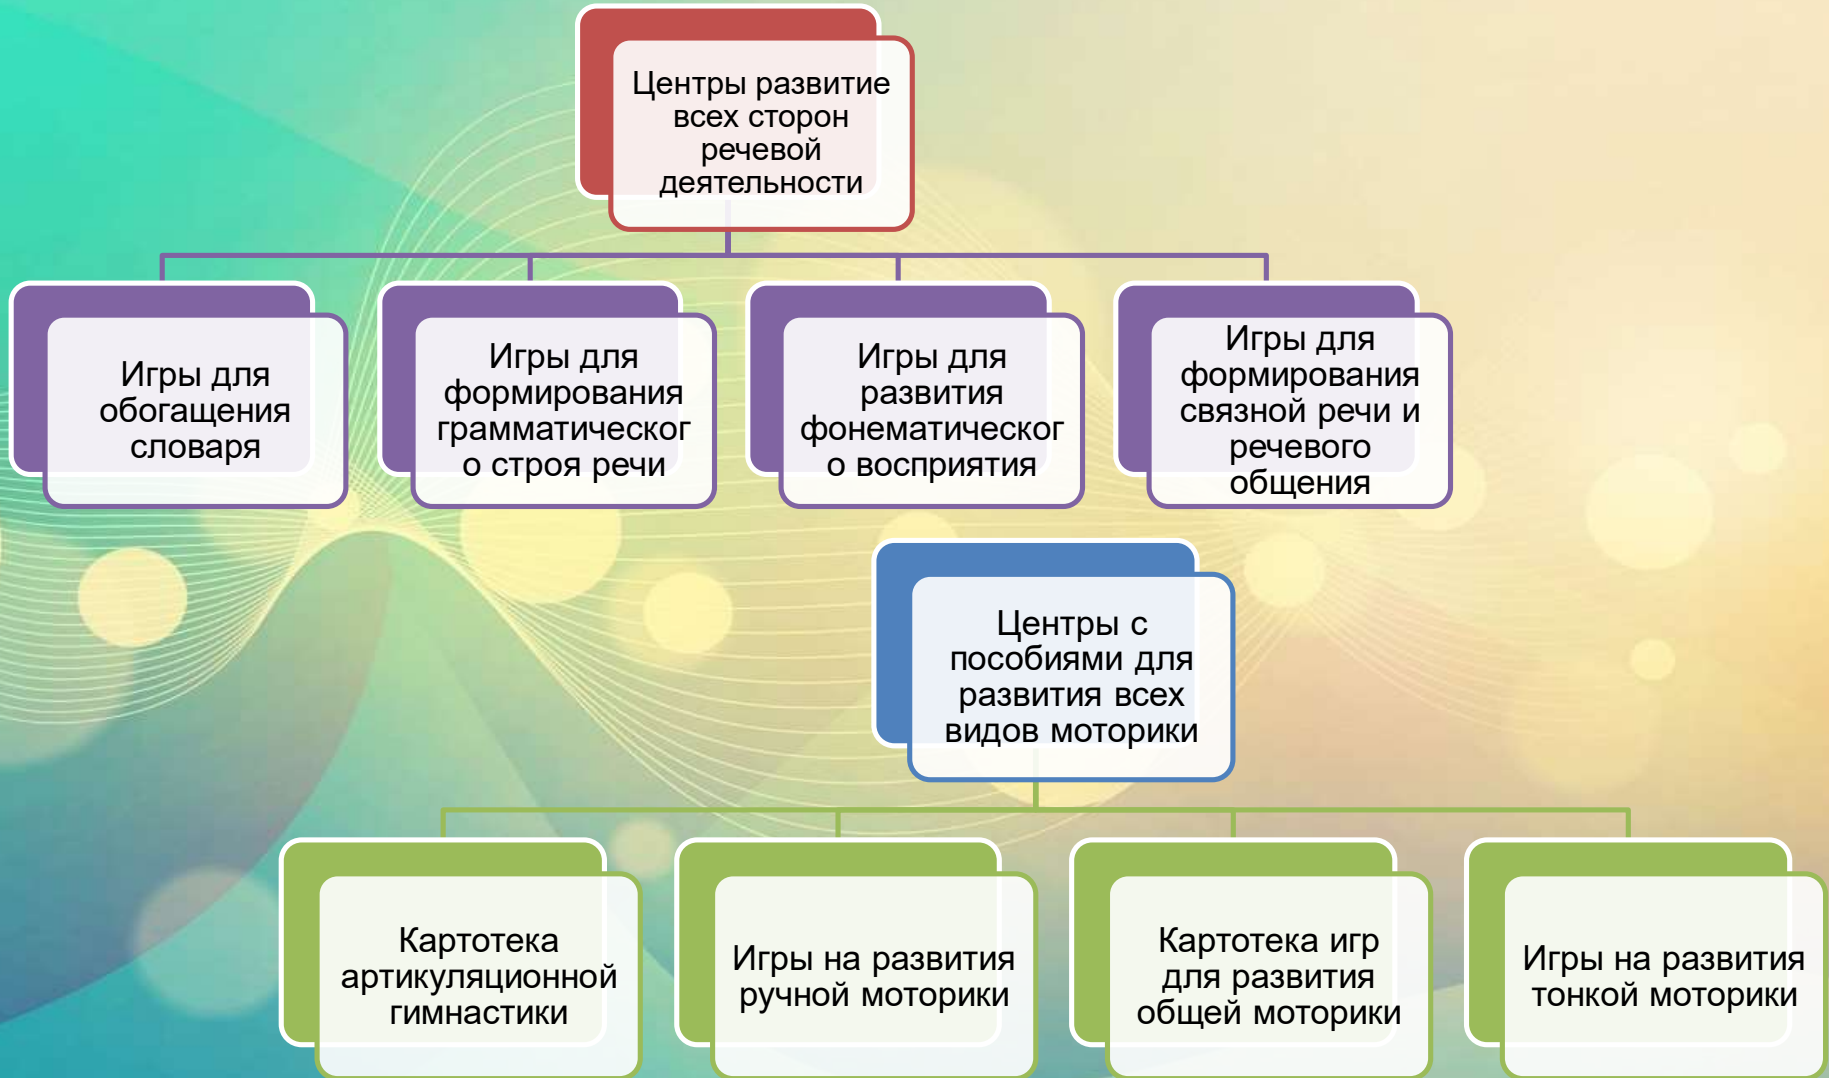 Центры развитие
всех сторон
речевой
деятельности
Игры для
обогащения
словаря
Игры для
формирования
грамматическог
о строя речи
Игры для
развития
фонематическог
о восприятия
Игры для
формирования
связной речи и
речевого
общения
Центры с
пособиями для
развития всех
видов моторики
Картотека
артикуляционной
гимнастики
Игры на развития
ручной моторики
Картотека игр
для развития
общей моторики
Игры на развития
тонкой моторики